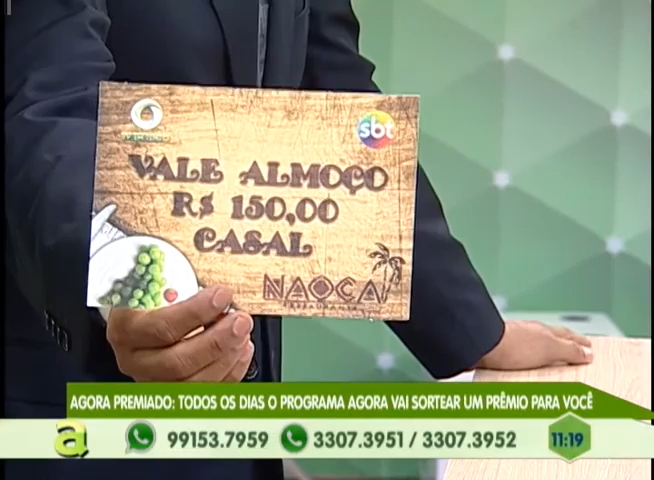 sbt
VALE ALMOÇO
R$ 150,00
CASAL
NAOCA
RESTAURANTE
AGORA PREMIADO: TODOS OS DIAS O PROGRAMA AGORA VAI SORTEAR UM PRÊMIO PARA VOCÊ
a 99153.7959 3307.3951 / 3307.3952 11:19